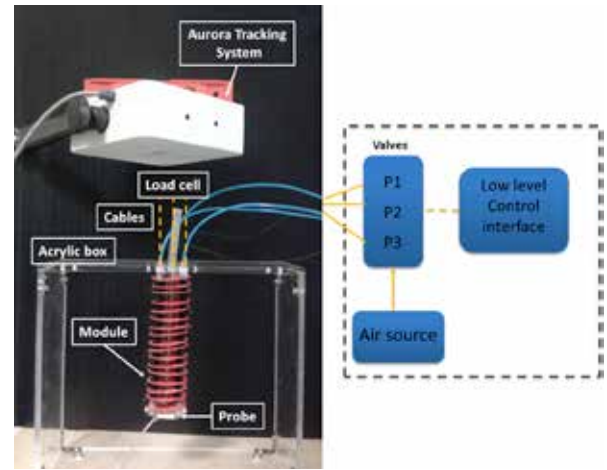 Aurora Tracking
System
Load cell
Cables
Acrylic box
Module
Probe
Valves
P1
P2
P3
Low level
Control
interface
Air source